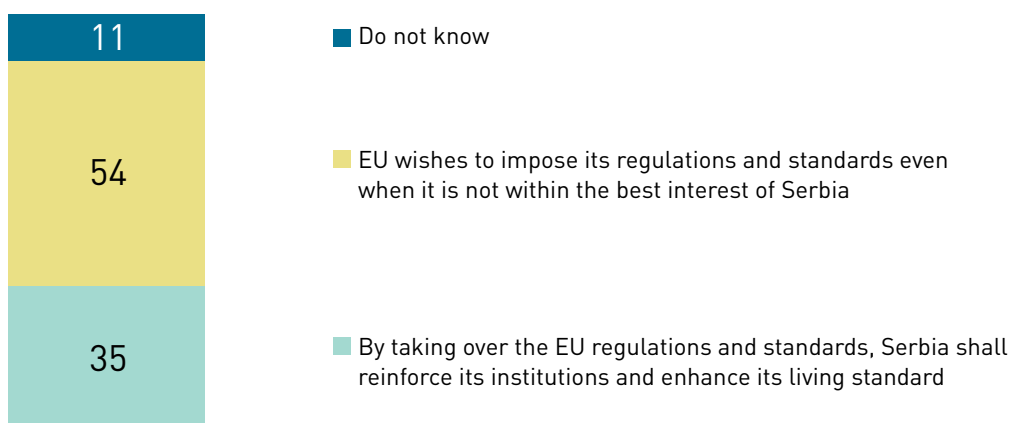 11
Do not know
54
EU wishes to impose its regulations and standards even
when it is not within the best interest of Serbia
35
By taking over the EU regulations and standards, Serbia shall
reinforce its institutions and enhance its living standard